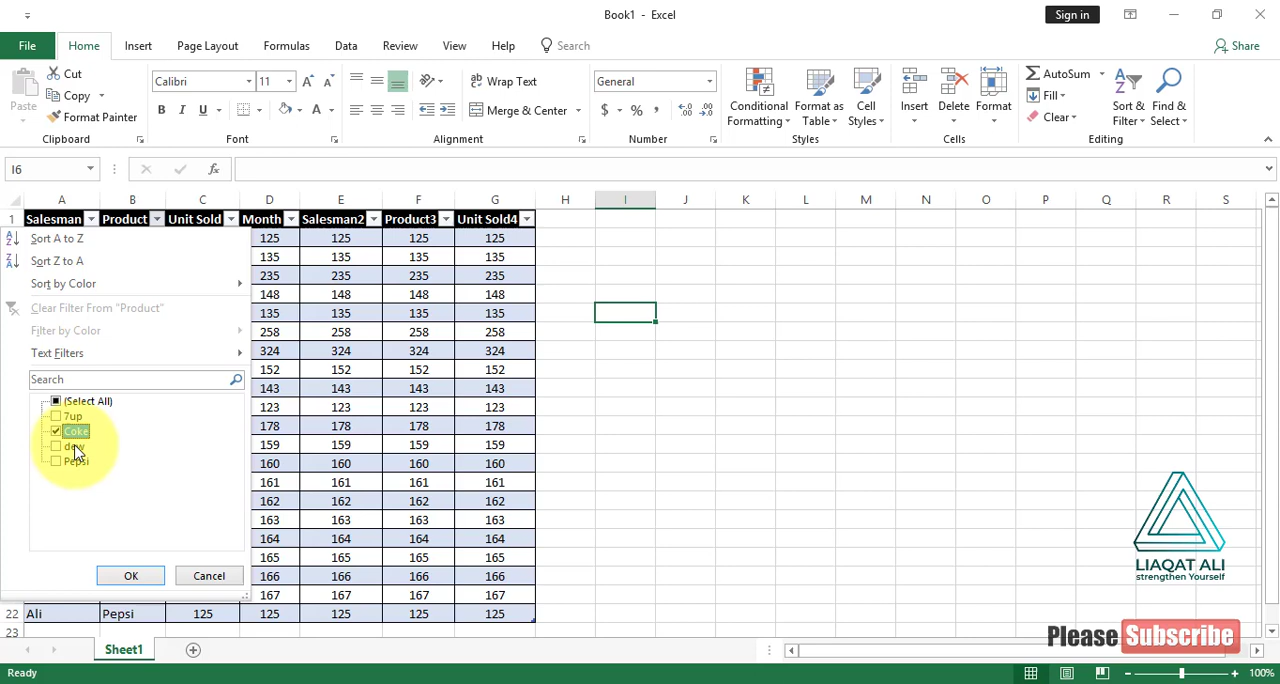 Book1 - Excel
Sign in
File Home Insert Page Layout Formulas Data Review View Help Search Share
Paste
Cut
Copy
Format Painter
Clipboard
Calibri 11
B I U
Font
Wrap Text
Merge & Center
Alignment
General
$ % ,
Number
Conditional Formatting
Format as Table
Cell Styles
Styles
Insert
Delete
Format
Cells
AutoSum
Fill
Clear
Sort & Filter
Find & Select
Editing
I6
fx
A B C D E F G H I J K L M N O P Q R S
1 Salesman Product Unit Sold Month Salesman2 Product3 Unit Sold4
Sort A to Z
Sort Z to A
Sort by Color
Clear Filter From "Product"
Filter by Color
Text Filters
Search
(Select All)
7up
Coke
dew
Pepsi
OK Cancel
125 125 125 125
135 135 135 135
235 235 235 235
148 148 148 148
135 135 135 135
258 258 258 258
324 324 324 324
152 152 152 152
143 143 143 143
123 123 123 123
178 178 178 178
159 159 159 159
160 160 160 160
161 161 161 161
162 162 162 162
163 163 163 163
164 164 164 164
165 165 165 165
166 166 166 166
167 167 167 167
22 Ali Pepsi 125 125 125 125 125
23
LIAQAT ALI
strengthen Yourself
Please Subscribe
Sheet1
Ready
100%